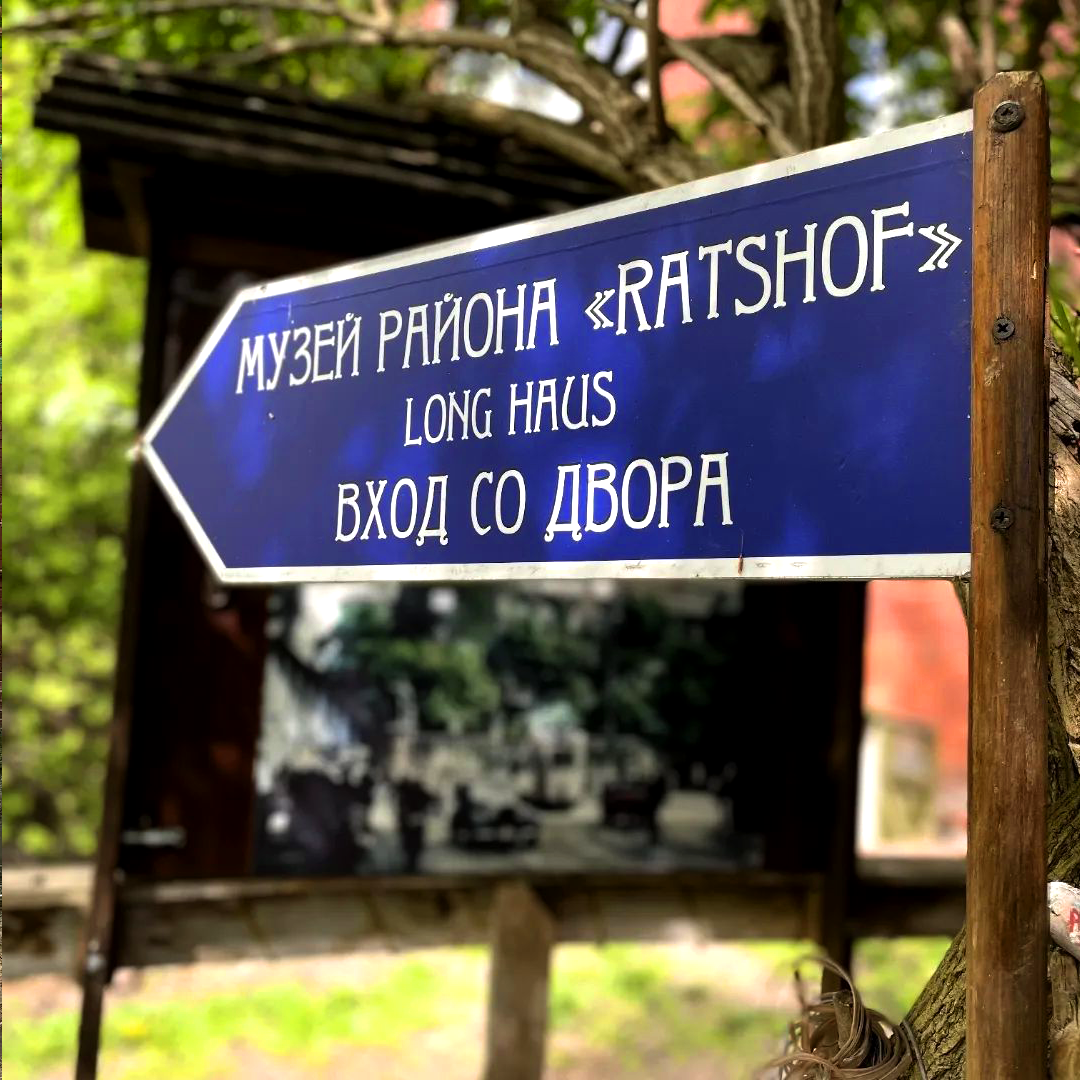 МУЗЕЙ РАЙОНА «RATSHOF»
LONG HAUS
ВХОД СО ДВОРА